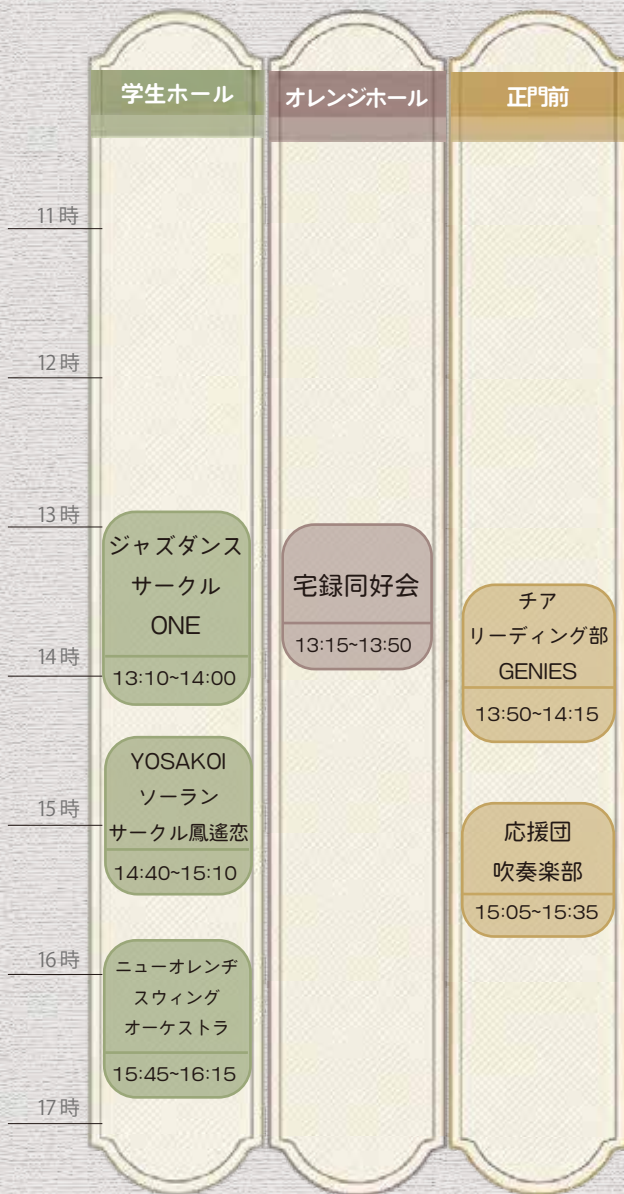 学生ホール
オレンジホール
正門前
11時
12時
13時
14時
15時
16時
17時
ジャズダンス
サークル
ONE
13:10~14:00
YOSAKOI
ソーラン
サークル鳳遙恋
14:40~15:10
ニューオレンヂ
スウィング
オーケストラ
15:45~16:15
宅録同好会
13:15~13:50
チア
リーディング部
GENIES
13:50~14:15
応援団
吹奏楽部
15:05~15:35